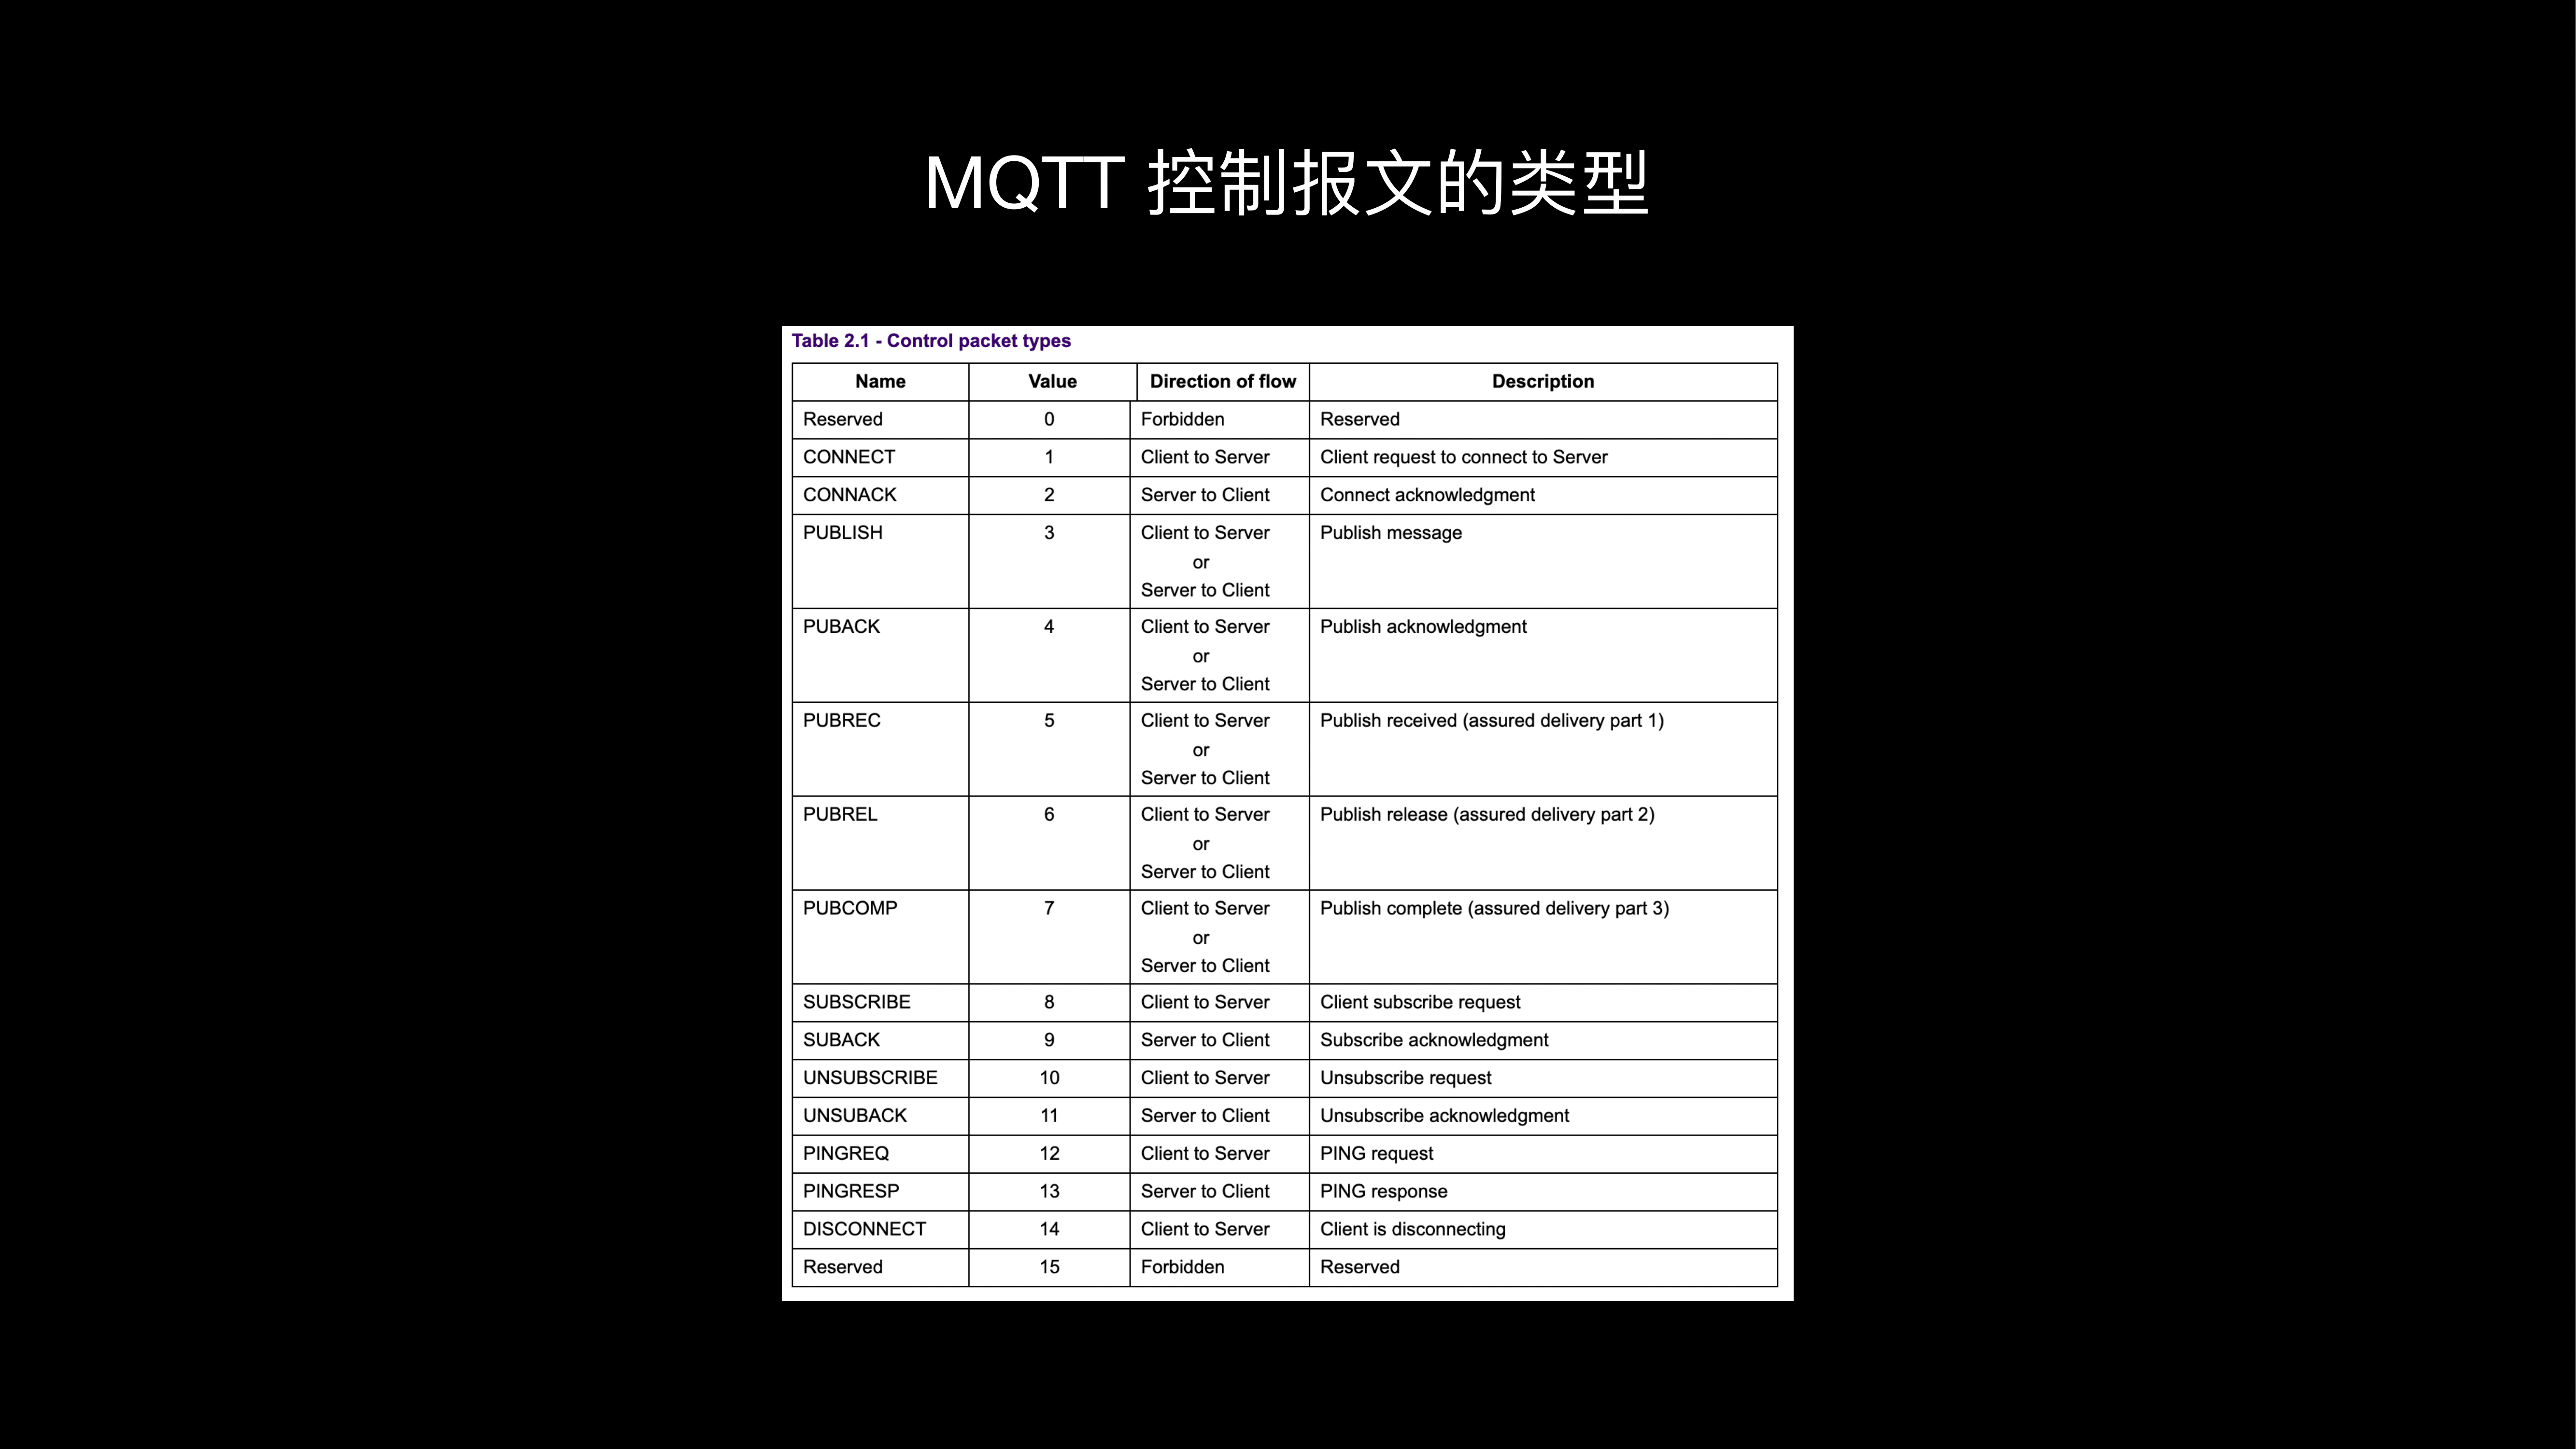 MQTT 控制报文的类型
Table 2.1 - Control packet types
Name Value Direction of flow Description
Reserved 0 Forbidden Reserved
CONNECT 1 Client to Server Client request to connect to Server
CONNACK 2 Server to Client Connect acknowledgment
PUBLISH 3 Client to Server Publish message
or
Server to Client
PUBACK 4 Client to Server Publish acknowledgment
or
Server to Client
PUBREC 5 Client to Server Publish received (assured delivery part 1)
or
Server to Client
PUBREL 6 Client to Server Publish release (assured delivery part 2)
or
Server to Client
PUBCOMP 7 Client to Server Publish complete (assured delivery part 3)
or
Server to Client
SUBSCRIBE 8 Client to Server Client subscribe request
SUBACK 9 Server to Client Subscribe acknowledgment
UNSUBSCRIBE 10 Client to Server Unsubscribe request
UNSUBACK 11 Server to Client Unsubscribe acknowledgment
PINGREQ 12 Client to Server PING request
PINGRESP 13 Server to Client PING response
DISCONNECT 14 Client to Server Client is disconnecting
Reserved 15 Forbidden Reserved